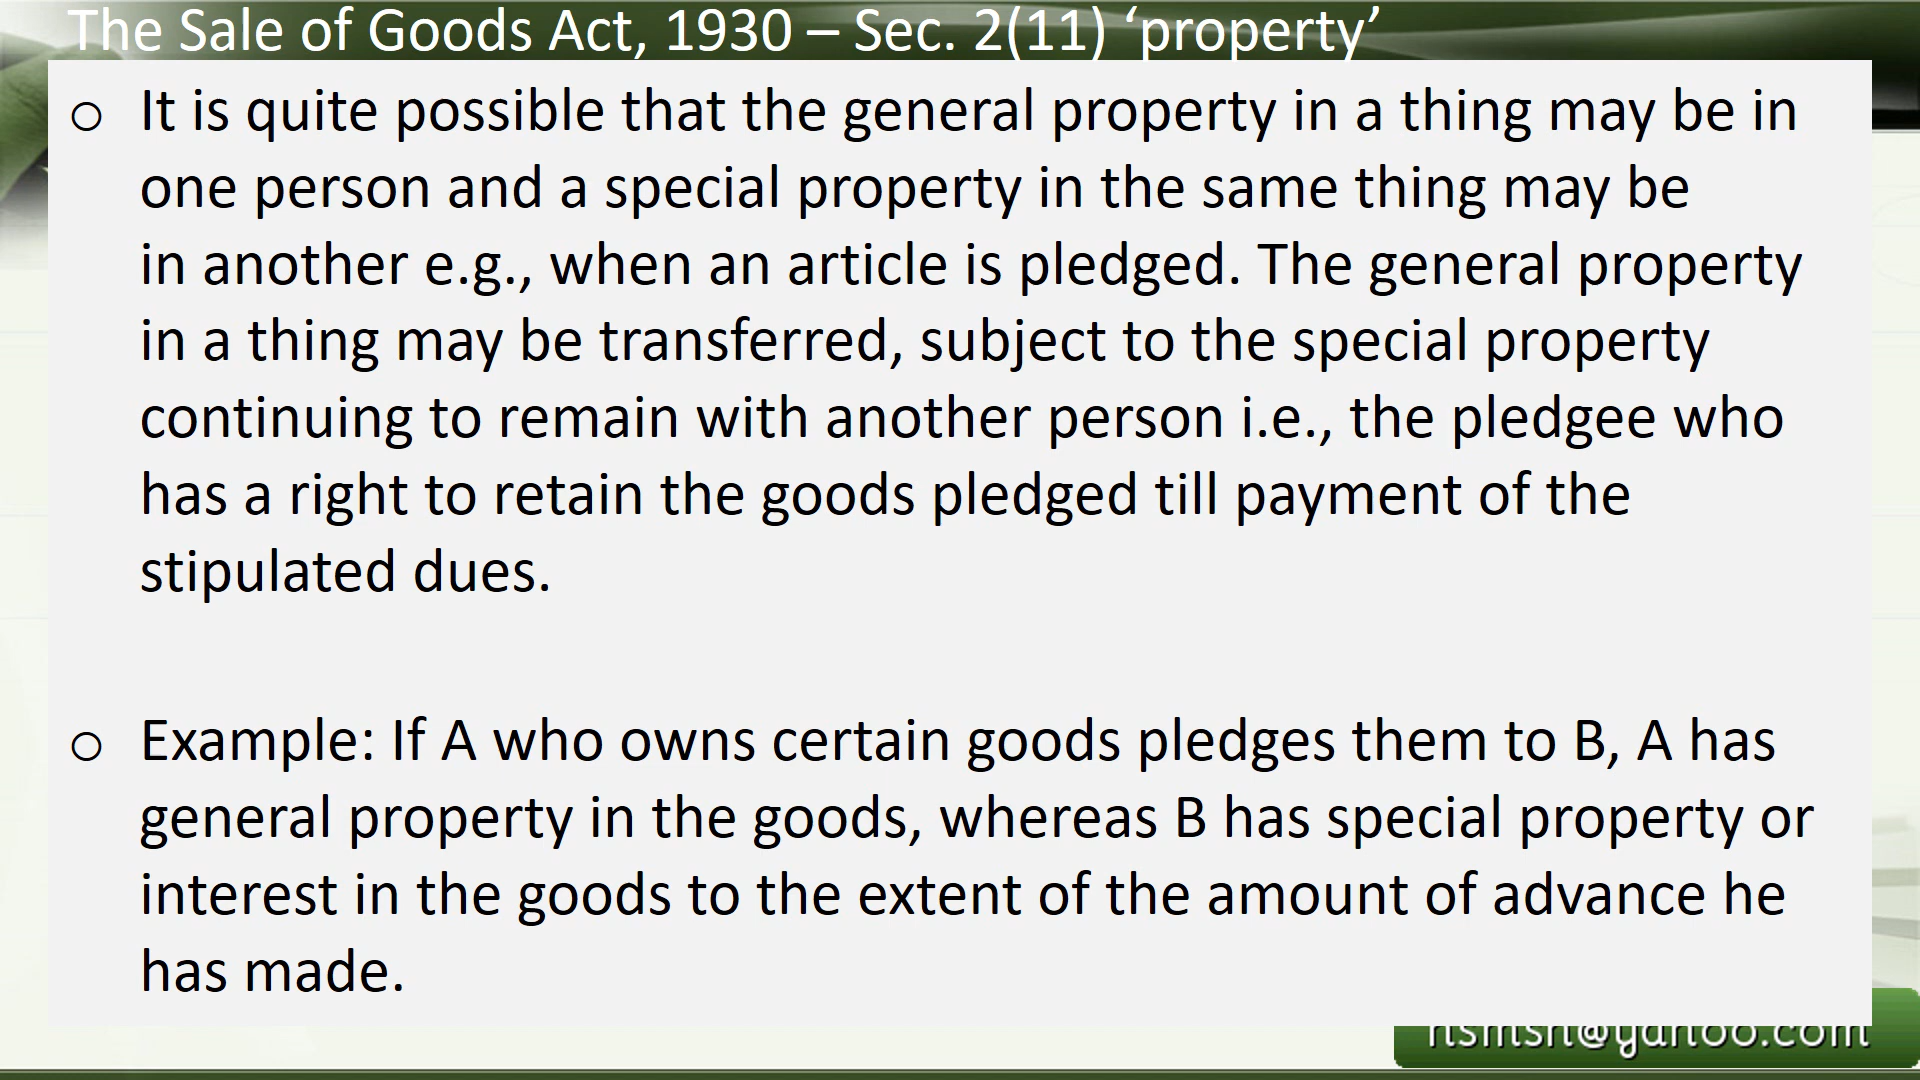 The Sale of Goods Act, 1930 – Sec. 2(11) ‘property’
o It is quite possible that the general property in a thing may be in
one person and a special property in the same thing may be
in another e.g., when an article is pledged. The general property
in a thing may be transferred, subject to the special property
continuing to remain with another person i.e., the pledgee who
has a right to retain the goods pledged till payment of the
stipulated dues.
o Example: If A who owns certain goods pledges them to B, A has
general property in the goods, whereas B has special property or
interest in the goods to the extent of the amount of advance he
has made.